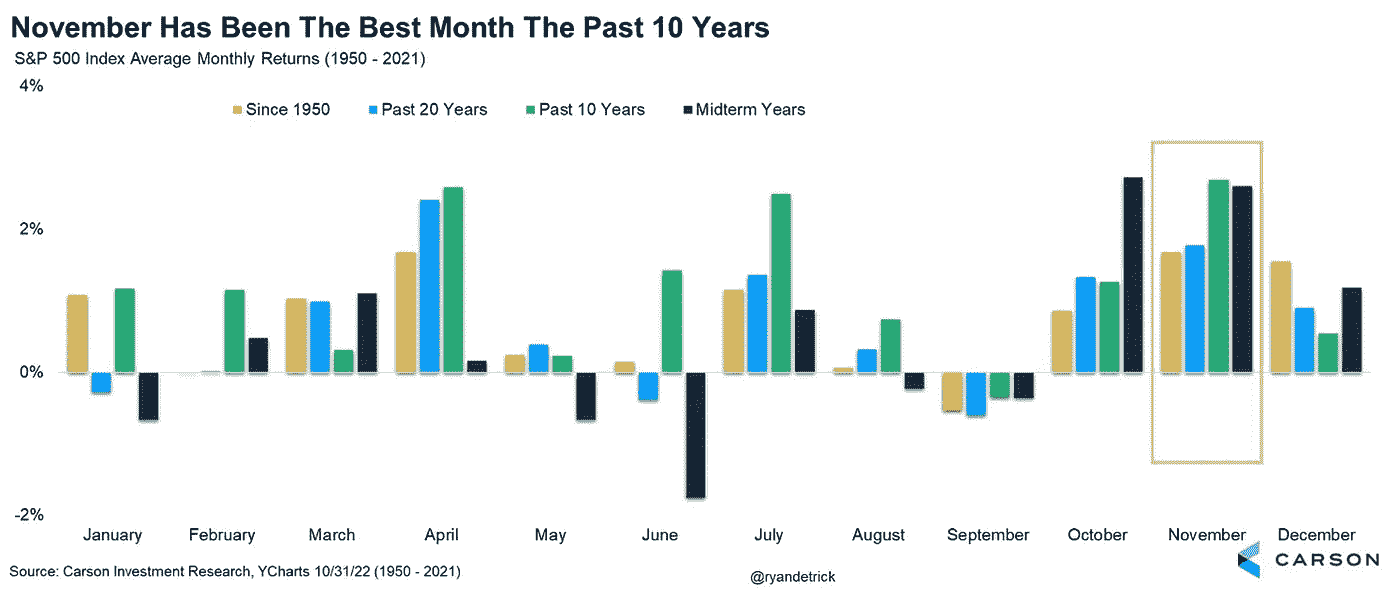 November Has Been The Best Month The Past 10 Years
S&P 500 Index Average Monthly Returns (1950 - 2021)
4%
Since 1950 Past 20 Years Past 10 Years Midterm Years
2%
0%
-2%
January February March April May June July August September October November December
CARSON
Source: Carson Investment Research, YCharts 10/31/22 (1950 - 2021)
@ryandetrick